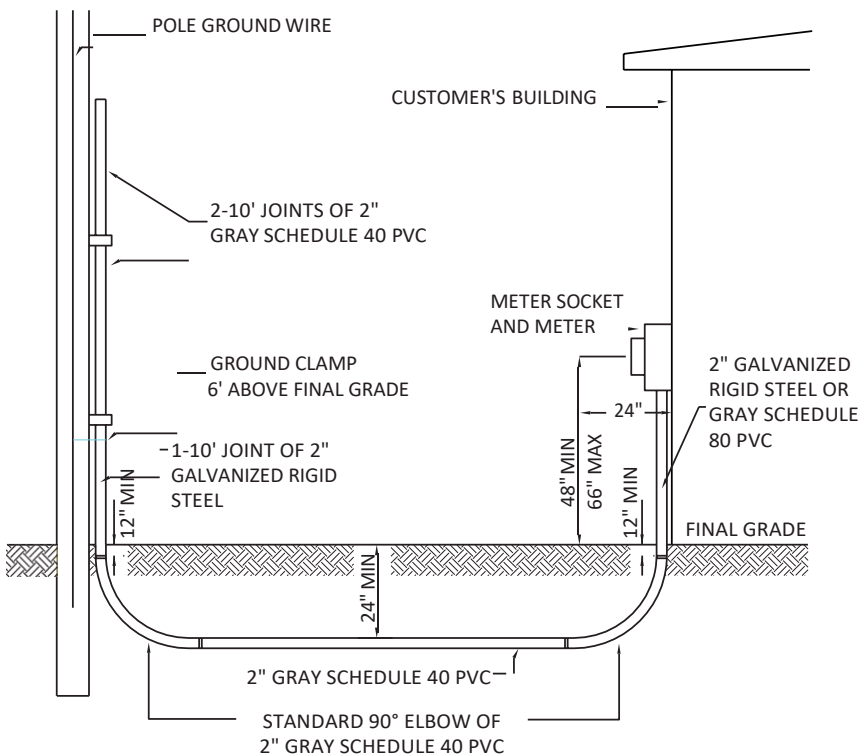 POLE GROUND WIRE
CUSTOMER'S BUILDING
2-10' JOINTS OF 2"
GRAY SCHEDULE 40 PVC
METER SOCKET
AND METER
GROUND CLAMP
6' ABOVE FINAL GRADE
2" GALVANIZED
RIGID STEEL OR
GRAY SCHEDULE
80 PVC
24"
1-10' JOINT OF 2"
GALVANIZED RIGID
STEEL
12" MIN
48" MIN
66" MAX
12" MIN
FINAL GRADE
24" MIN
2" GRAY SCHEDULE 40 PVC
STANDARD 90° ELBOW OF
2" GRAY SCHEDULE 40 PVC